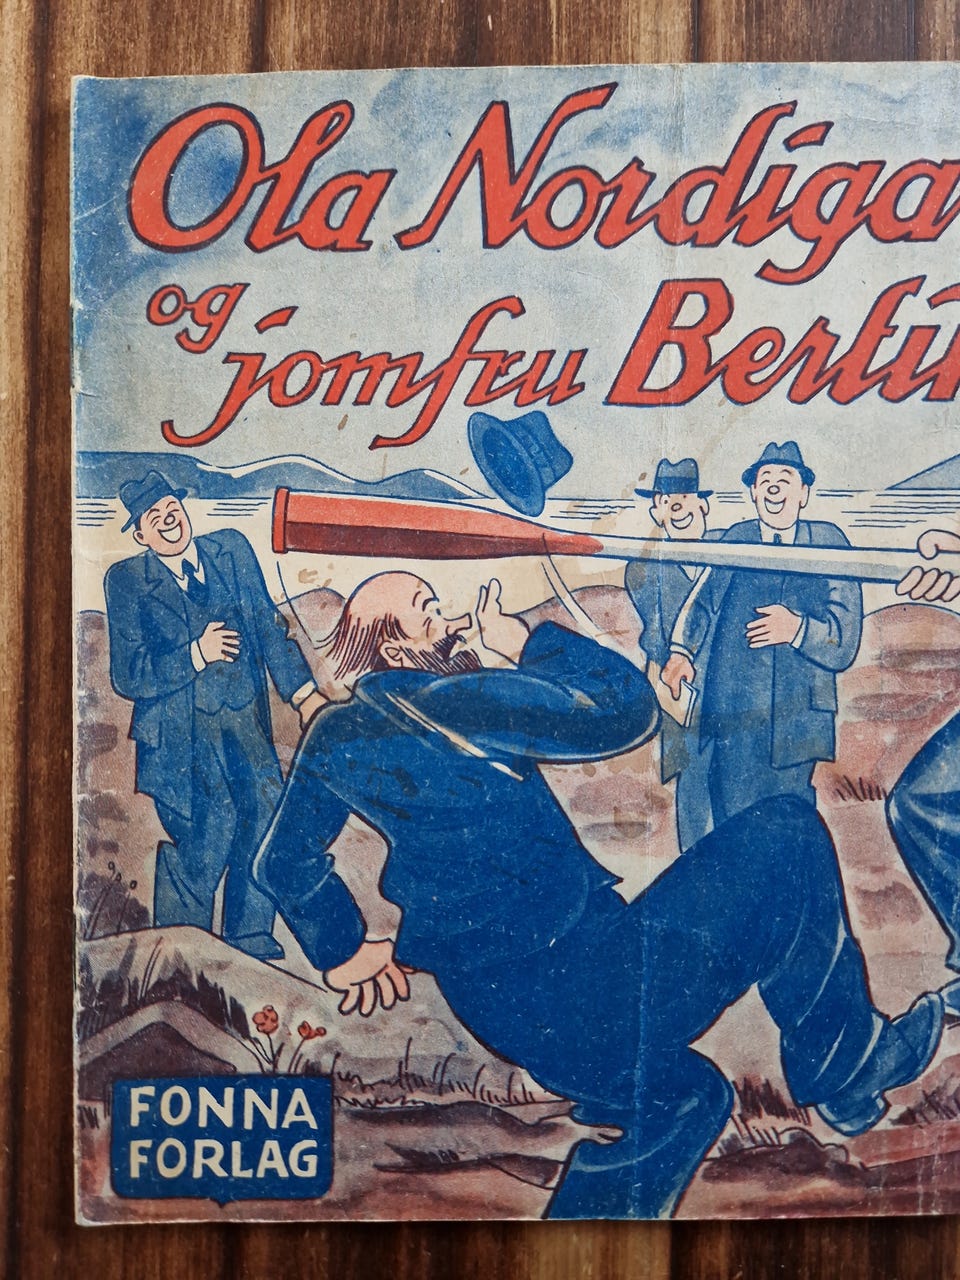 Ola Nordiga
og jomfru Berti
FONNA
FORLAG